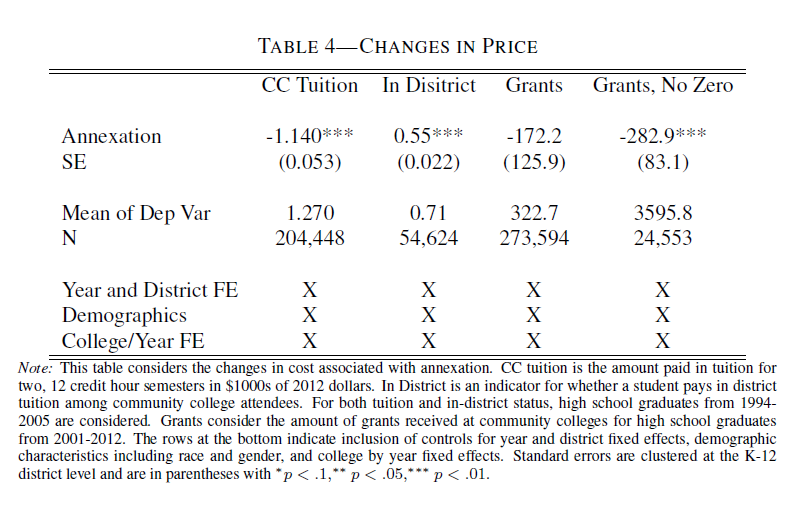 TABLE 4—CHANGES IN PRICE
CC Tuition In Disitrict Grants Grants, No Zero
Annexation -1.140*** 0.55*** -172.2 -282.9***
SE (0.053) (0.022) (125.9) (83.1)
Mean of Dep Var 1.270 0.71 322.7 3595.8
N 204,448 54,624 273,594 24,553
Year and District FE X X X X
Demographics X X X X
College/Year FE X X X X
Note: This table considers the changes in cost associated with annexation. CC tuition is the amount paid in tuition for
two, 12 credit hour semesters in $1000s of 2012 dollars. In District is an indicator for whether a student pays in district
tuition among community college attendees. For both tuition and in-district status, high school graduates from 1994-
2005 are considered. Grants consider the amount of grants received at community colleges for high school graduates
from 2001-2012. The rows at the bottom indicate inclusion of controls for year and district fixed effects, demographic
characteristics including race and gender, and college by year fixed effects. Standard errors are clustered at the K-12
district level and are in parentheses with *p < .1,** p < .05,*** p < .01.